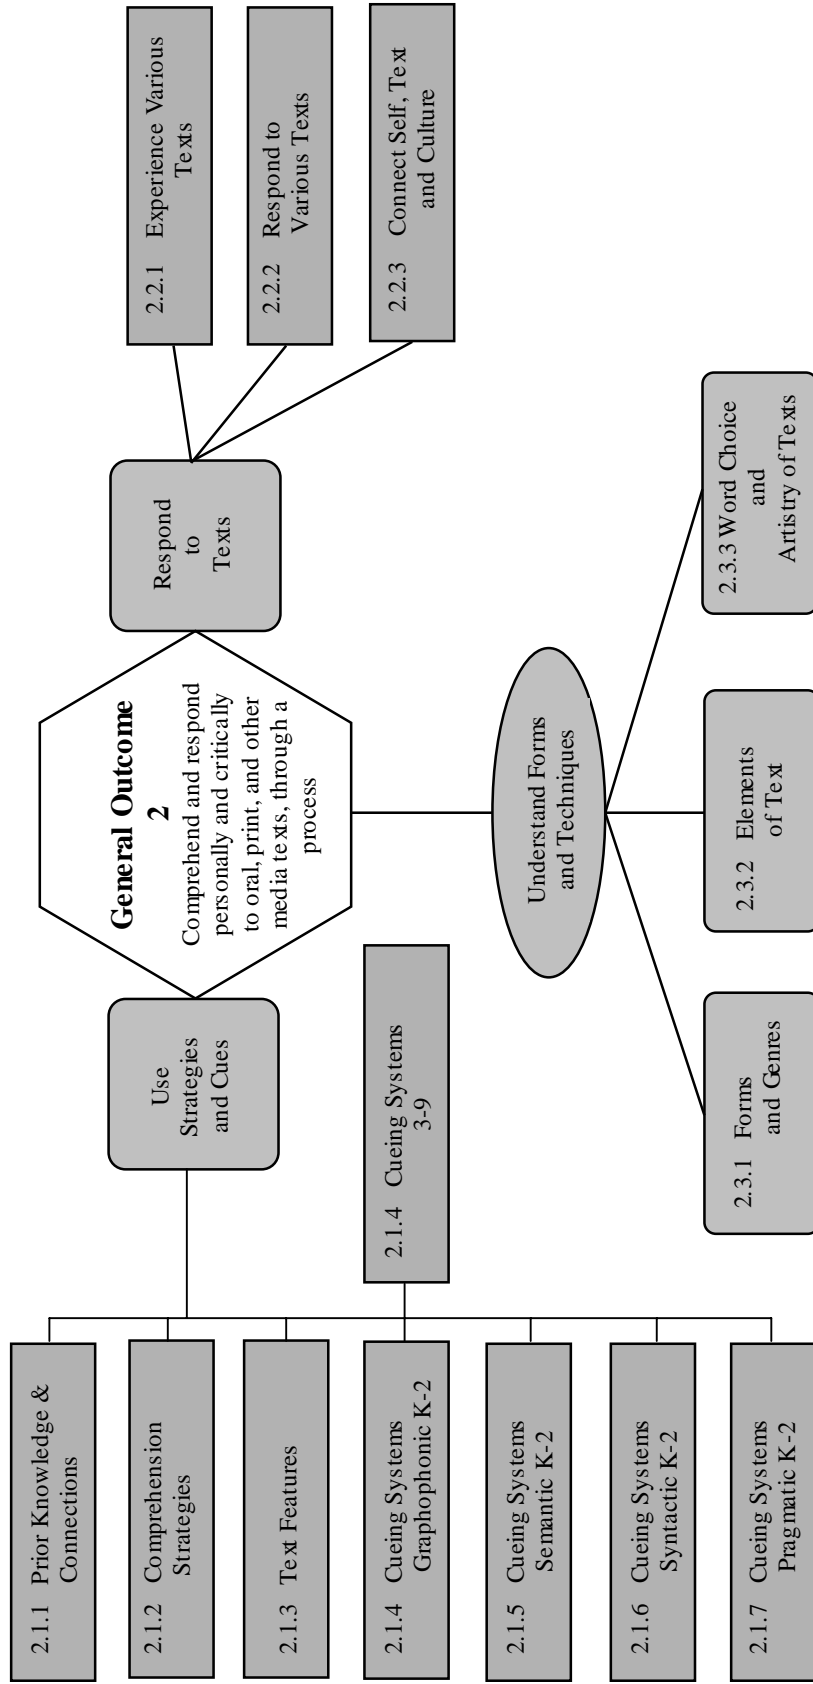 General Outcome
2
Comprehend and respond
personally and critically
to oral, print, and other
media texts, through a
process
Use
Strategies
and Cues
2.1.1 Prior Knowledge &
Connections
2.1.2 Comprehension
Strategies
2.1.3 Text Features
2.1.4 Cueing Systems
Graphophonic K-2
2.1.5 Cueing Systems
Semantic K-2
2.1.6 Cueing Systems
Syntactic K-2
2.1.7 Cueing Systems
Pragmatic K-2
2.1.4 Cueing Systems
3-9
Respond
to
Texts
2.2.1 Experience Various
Texts
2.2.2 Respond to
Various Texts
2.2.3 Connect Self, Text
and Culture
Understand Forms
and Techniques
2.3.1 Forms
and Genres
2.3.2 Elements
of Text
2.3.3 Word Choice
and
Artistry of Texts